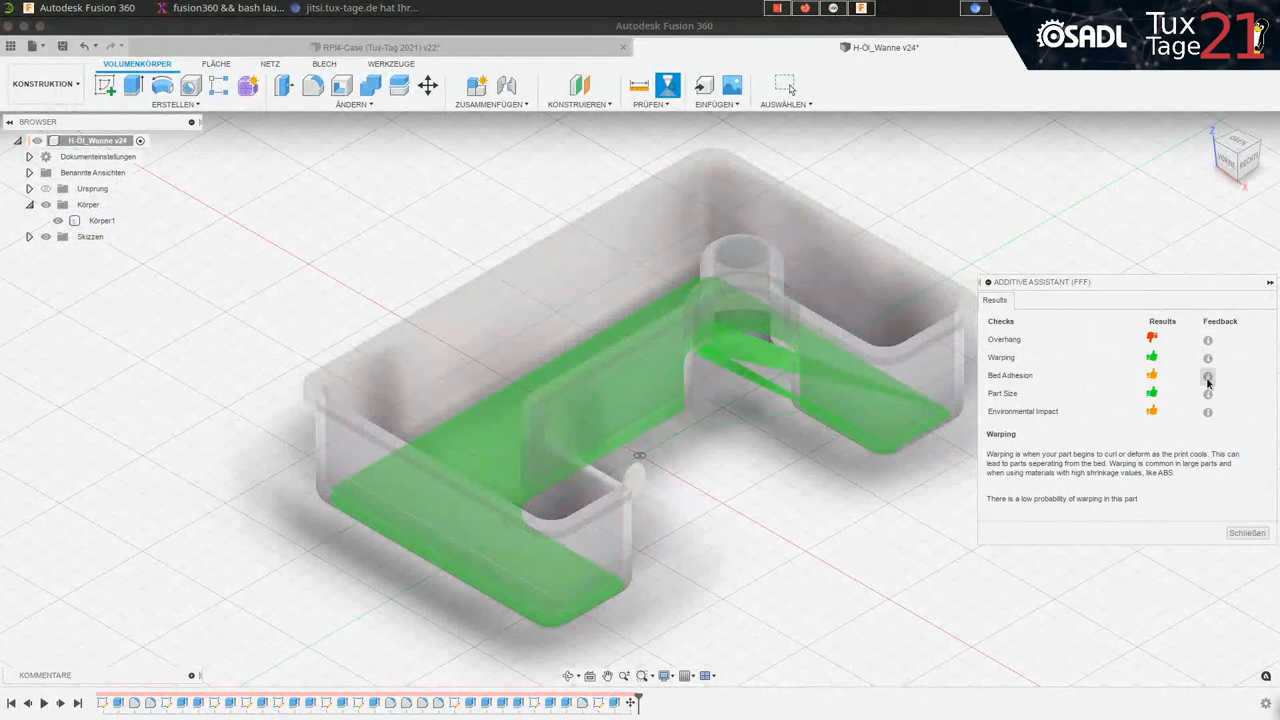 Autodesk Fusion 360
fusion360 && bash lau...
jitsi.tux-tage.de hat Ihr...
Autodesk Fusion 360
OSADL
Tux
Tage 21
RPI4-Case (Tux-Tag 2021) v22*
H-Öl_Wanne v24*
KONSTRUKTION
VOLUMENKÖRPER
FLÄCHE
NETZ
BLECH
WERKZEUGE
ERSTELLEN
ÄNDERN
ZUSAMMENFÜGEN
KONSTRUIEREN
PRÜFEN
EINFÜGEN
AUSWÄHLEN
BROWSER
H-Öl_Wanne v24
Dokumenteinstellungen
Benannte Ansichten
Ursprung
Körper
Körper1
Skizzen
Z
OBEN
VORNE
RECHTS
X
ADDITIVE ASSISTANT (FFF)
Results
Checks Results Feedback
Overhang
Warping
Bed Adhesion
Part Size
Environmental Impact
Warping
Warping is when your part begins to curl or deform as the print cools. This can
lead to parts seperating from the bed. Warping is common in large parts and
when using materials with high shrinkage values, like ABS.
There is a low probability of warping in this part
Schließen
KOMMENTARE